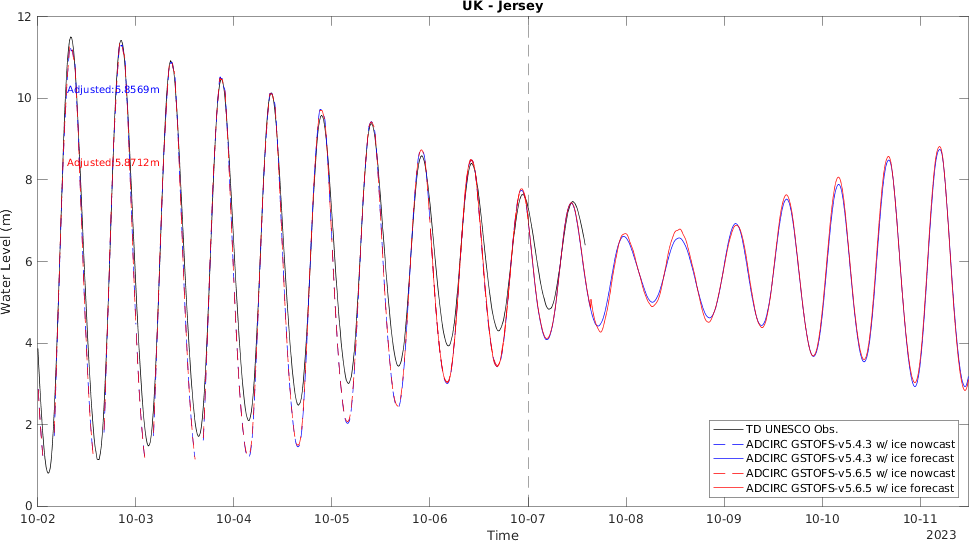 UK - Jersey
12
10
8
6
4
2
0
Water Level (m)
Adjusted:5.8569m
Adjusted:5.8712m
TD UNESCO Obs.
ADCIRC GSTOFS-v5.4.3 w/ ice nowcast
ADCIRC GSTOFS-v5.4.3 w/ ice forecast
ADCIRC GSTOFS-v5.6.5 w/ ice nowcast
ADCIRC GSTOFS-v5.6.5 w/ ice forecast
10-02 10-03 10-04 10-05 10-06 10-07 10-08 10-09 10-10 10-11
Time
2023